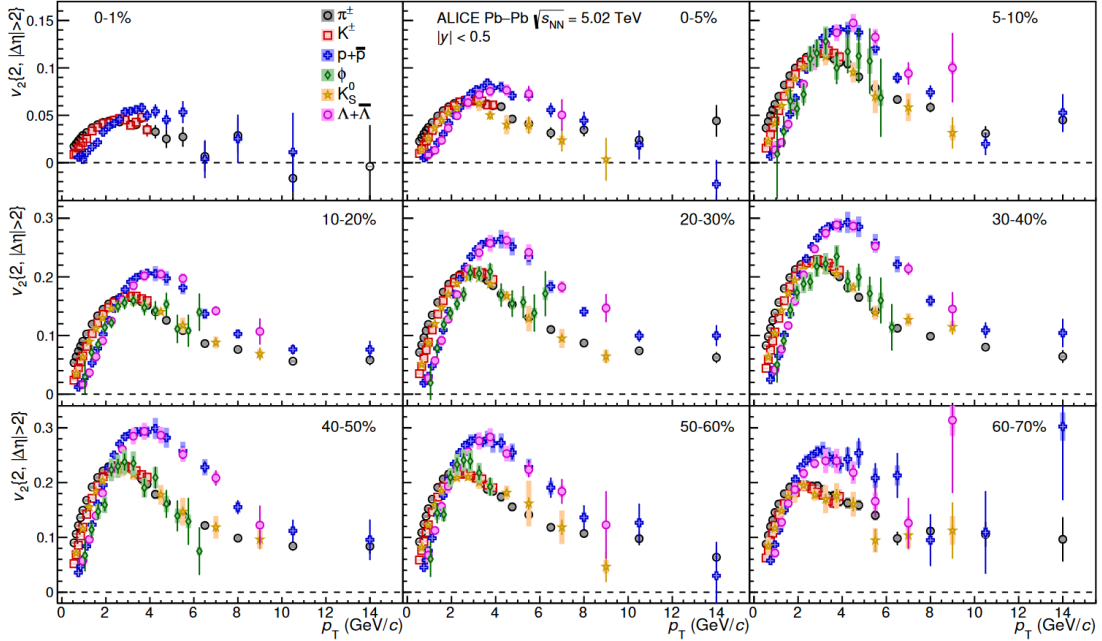 0-1%
π±
K±
p+p̅
ϕ
K⁰S
Λ+Λ̅
ALICE Pb–Pb √sNN = 5.02 TeV
|y| < 0.5
0-5%
5-10%
v2{2, |Δη|>2}
0.15
0.1
0.05
0
10-20%
20-30%
30-40%
v2{2, |Δη|>2}
0.3
0.2
0.1
0
40-50%
50-60%
60-70%
v2{2, |Δη|>2}
0.3
0.2
0.1
0
0 2 4 6 8 10 12 14
pT (GeV/c)
0 2 4 6 8 10 12 14
pT (GeV/c)
0 2 4 6 8 10 12 14
pT (GeV/c)